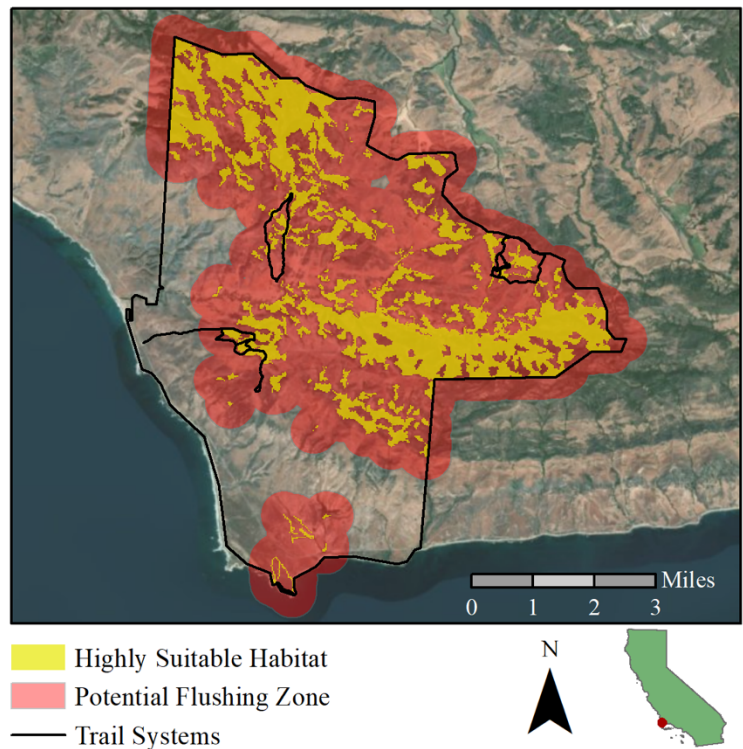 Miles
0 1 2 3
Highly Suitable Habitat
Potential Flushing Zone
Trail Systems
N